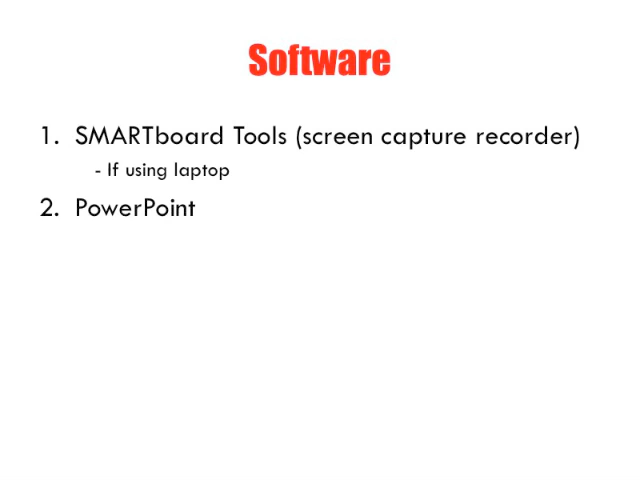 Software
1. SMARTboard Tools (screen capture recorder)
- If using laptop
2. PowerPoint